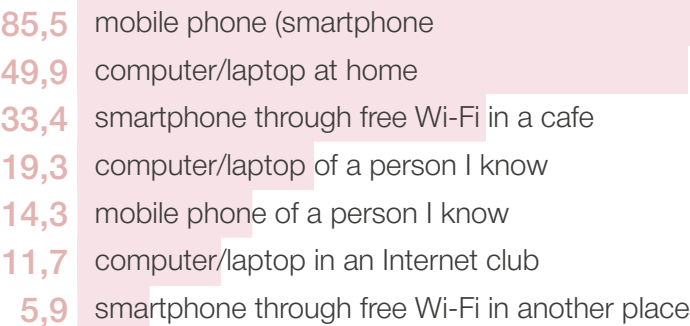 85,5 mobile phone (smartphone
49,9 computer/laptop at home
33,4 smartphone through free Wi-Fi in a cafe
19,3 computer/laptop of a person I know
14,3 mobile phone of a person I know
11,7 computer/laptop in an Internet club
5,9 smartphone through free Wi-Fi in another place